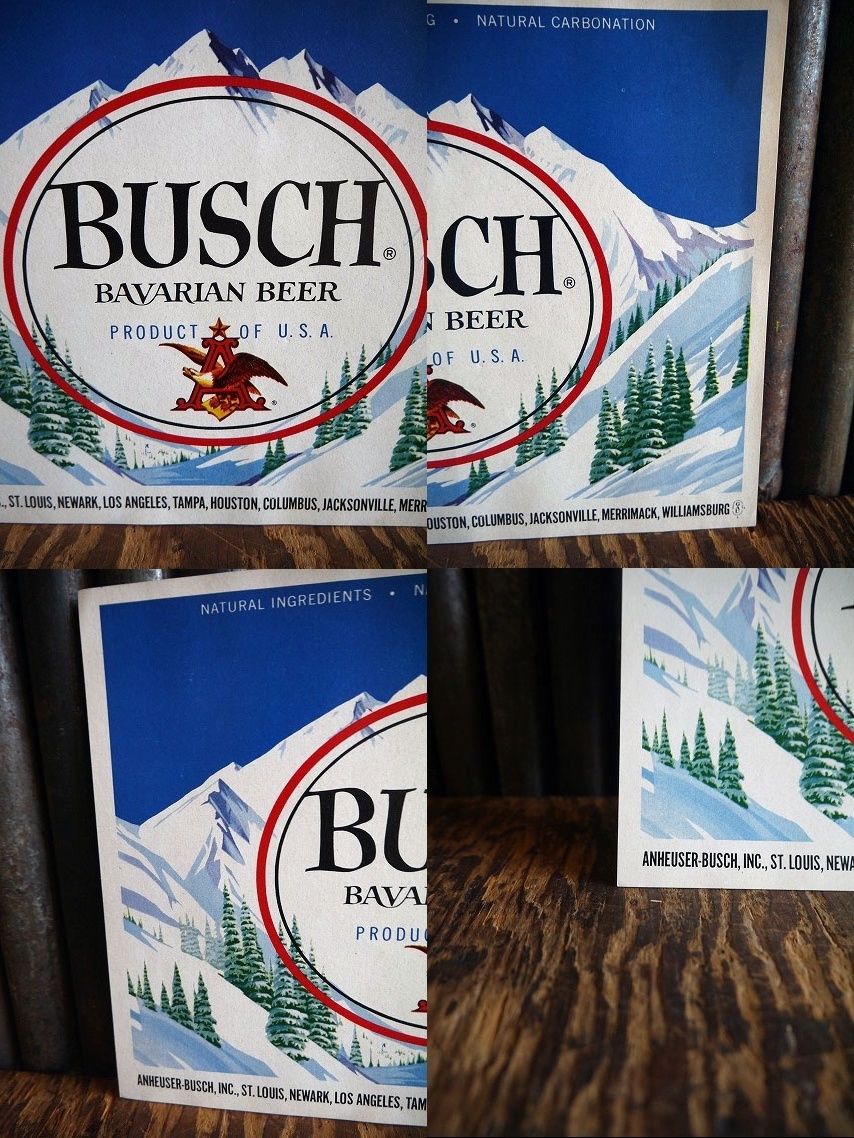 BUSCH®
BAVARIAN BEER
PRODUCT OF U.S.A.
A
®
., ST. LOUIS, NEWARK, LOS ANGELES, TAMPA, HOUSTON, COLUMBUS, JACKSONVILLE, MERR
G • NATURAL CARBONATION
CH®
N BEER
OF U.S.A.
®
OUSTON, COLUMBUS, JACKSONVILLE, MERRIMACK, WILLIAMSBURG
NATURAL INGREDIENTS • N
BU
BAVA
PRODUC
ANHEUSER-BUSCH, INC., ST. LOUIS, NEWARK, LOS ANGELES, TAM
ANHEUSER-BUSCH, INC., ST. LOUIS, NEWA